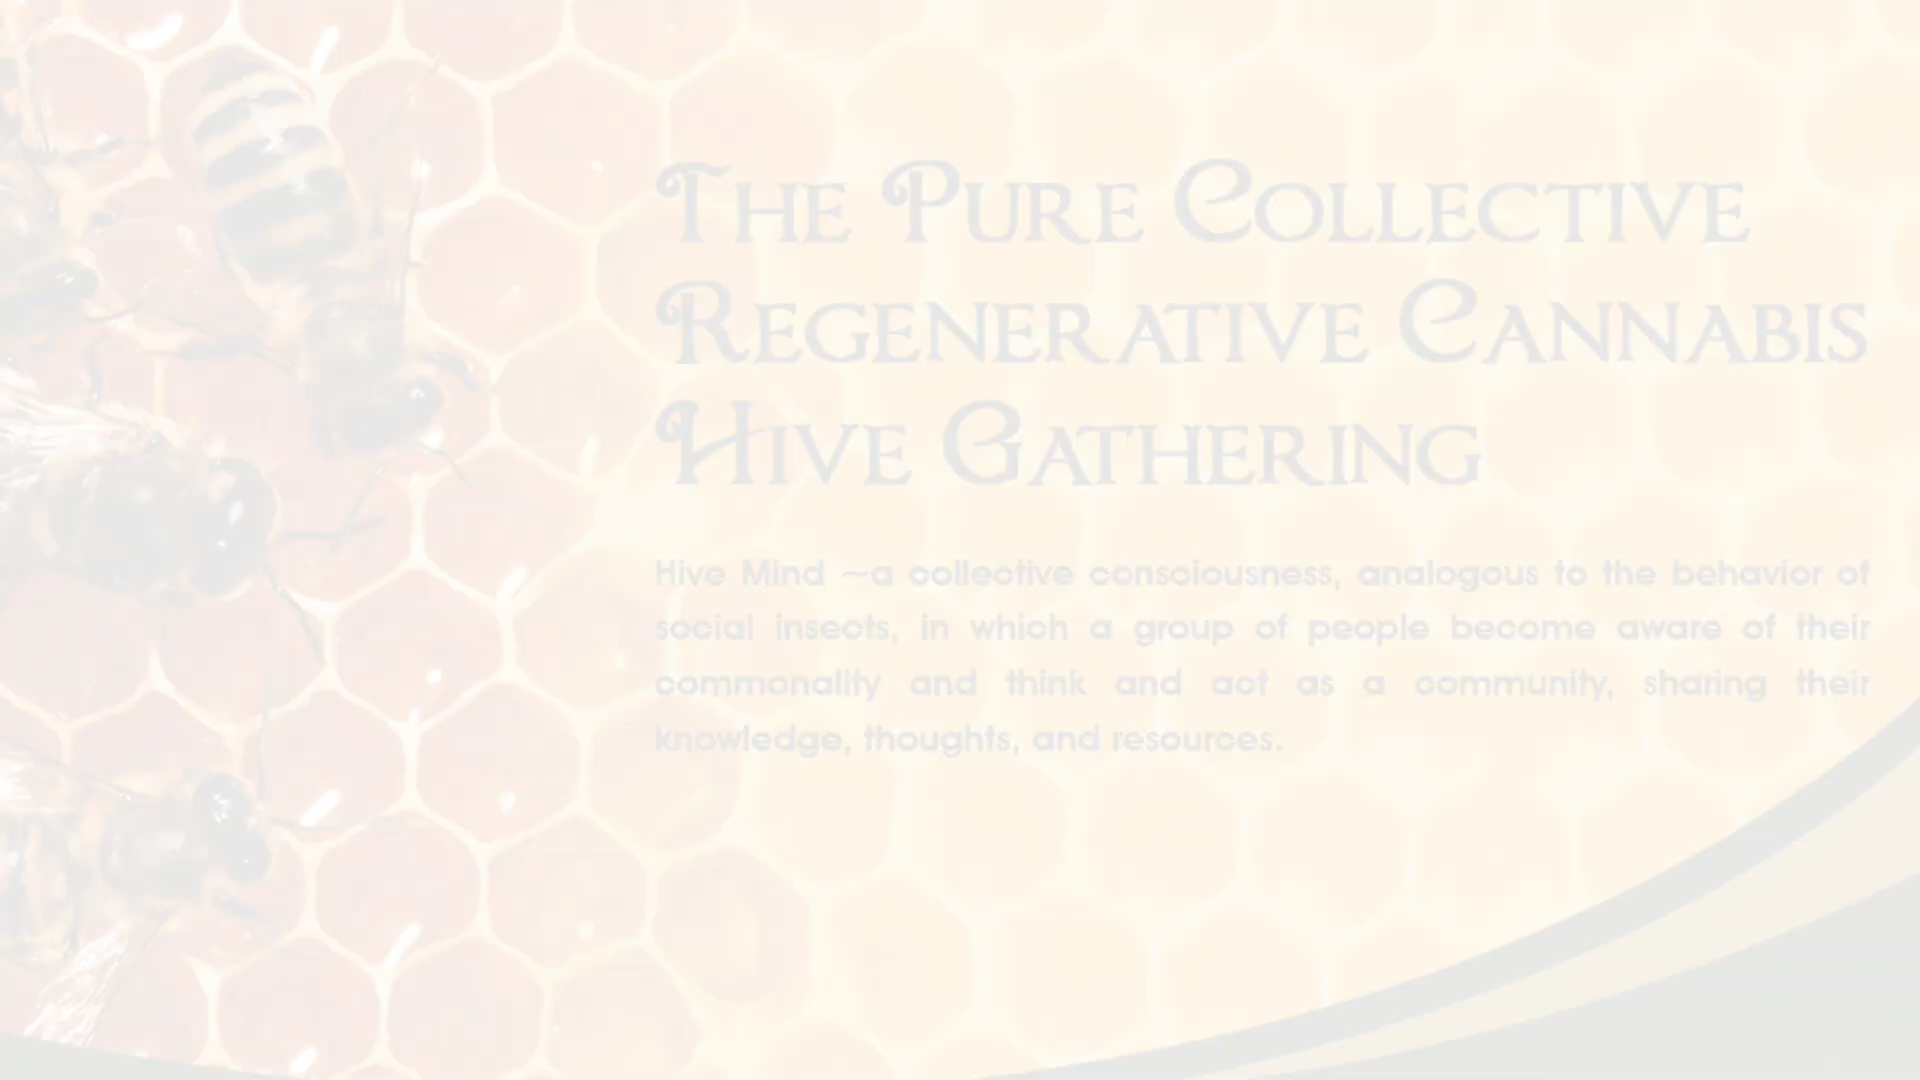 The Pure Collective
Regenerative Cannabis
Hive Gathering
Hive Mind ~a collective consciousness, analogous to the behavior of
social insects, in which a group of people become aware of their
commonality and think and act as a community, sharing their
knowledge, thoughts, and resources.